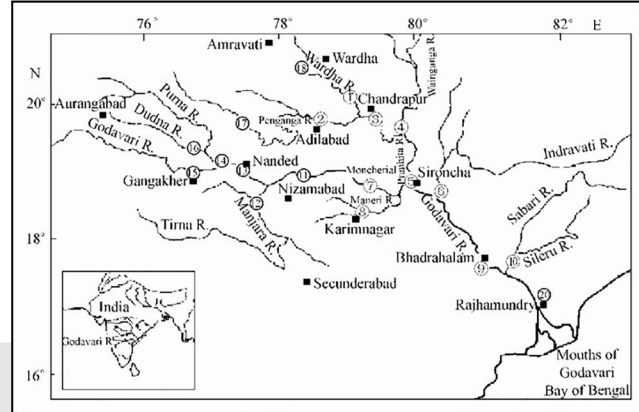 76°
78°
80°
82°
E
N
20°
18°
16°
Amravati
Wardha
Wardha R.
Wainganga R.
18
1
Chandrapur
Purna R.
Aurangabad
Dudna R.
17
Penganga R.
2
3
4
Adilabad
Godavari R.
16
14
Nanded
Pranhita R.
Indravati R.
15
13
11
Moncherial
Sironcha
Gangakher
Nizamabad
7
5
6
12
Maneri R.
8
Sabari R.
Manjara R.
Karimnagar
Godavari R.
Tirna R.
Sileru R.
Bhadrahalam
10
9
Secunderabad
20
Rajhamundry
India
Godavari R
Mouths of
Godavari
Bay of Bengal